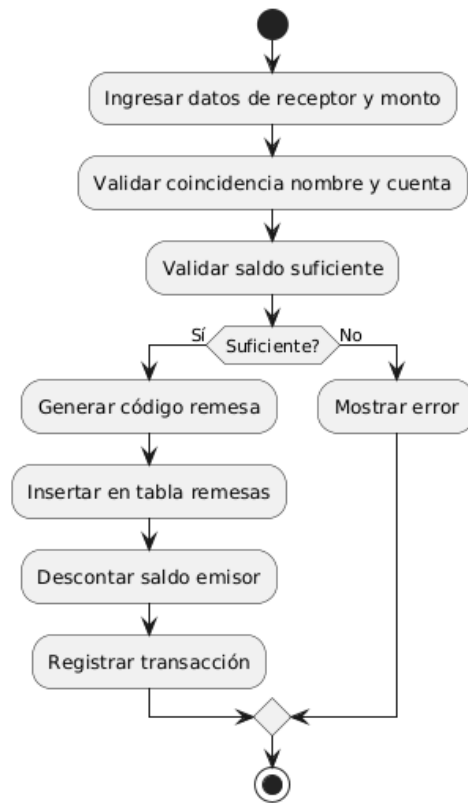 Ingresar datos de receptor y monto
Validar coincidencia nombre y cuenta
Validar saldo suficiente
Sí
Suficiente?
No
Generar código remesa
Mostrar error
Insertar en tabla remesas
Descontar saldo emisor
Registrar transacción